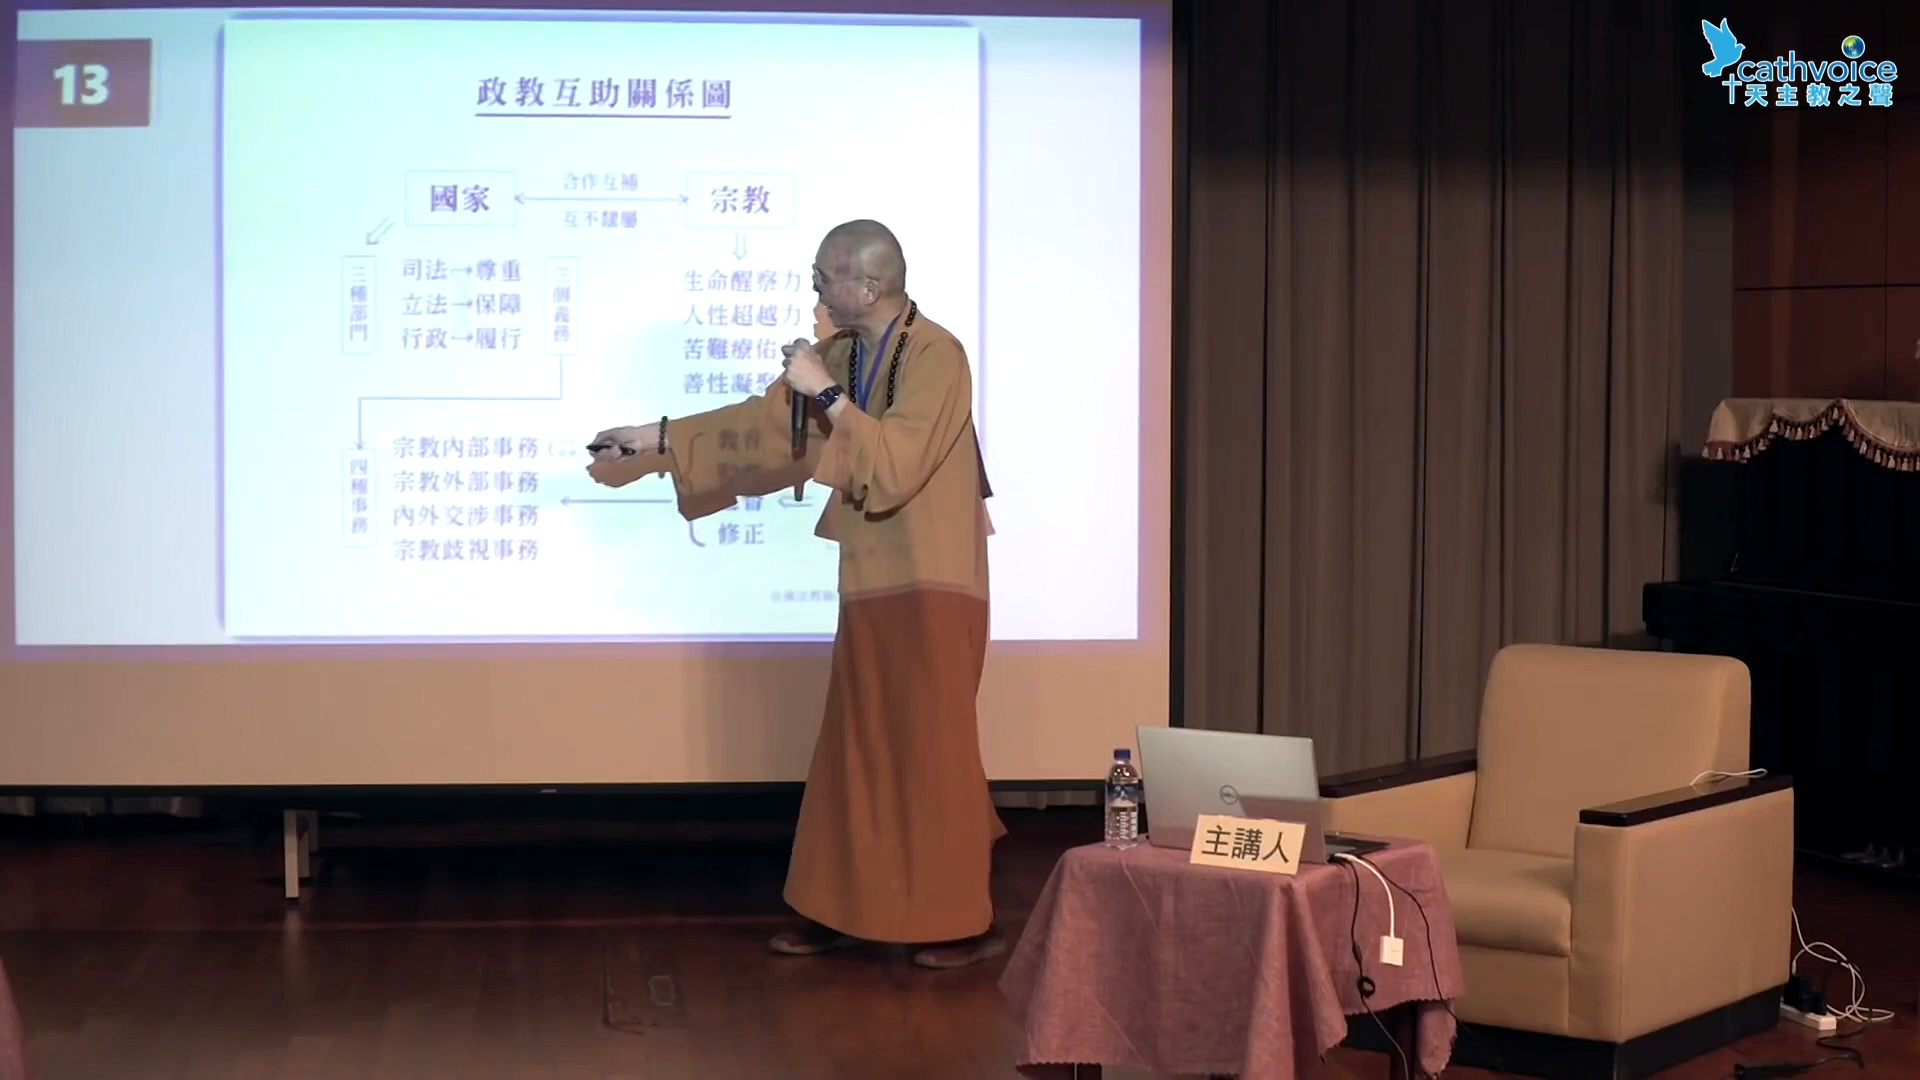 13
政教互助關係圖
國家
合作互補
互不隸屬
宗教
三種部門
司法→尊重
立法→保障
行政→履行
三個義務
生命醒察力
人性超越力
苦難療佑
善性凝聚
四種事務
宗教內部事務
宗教外部事務
內外交涉事務
宗教歧視事務
教育
修正
cathvoice
天主教之聲
DELL
主講人